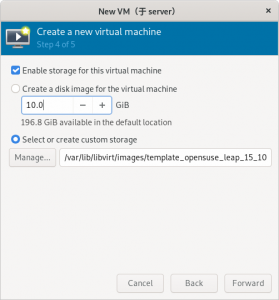 New VM（于 server）
Create a new virtual machine
Step 4 of 5
Enable storage for this virtual machine
Create a disk image for the virtual machine
10.0 − + GiB
196.8 GiB available in the default location
Select or create custom storage
Manage... /var/lib/libvirt/images/template_opensuse_leap_15_10
Cancel Back Forward